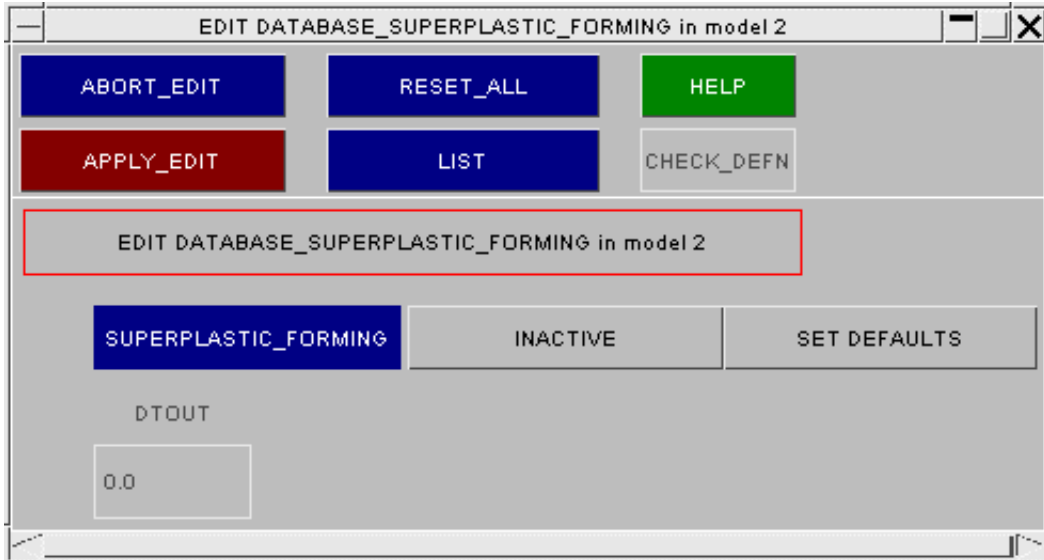 EDIT DATABASE_SUPERPLASTIC_FORMING in model 2
ABORT_EDIT RESET_ALL HELP
APPLY_EDIT LIST CHECK_DEFN
EDIT DATABASE_SUPERPLASTIC_FORMING in model 2
SUPERPLASTIC_FORMING INACTIVE SET DEFAULTS
DTOUT
0.0